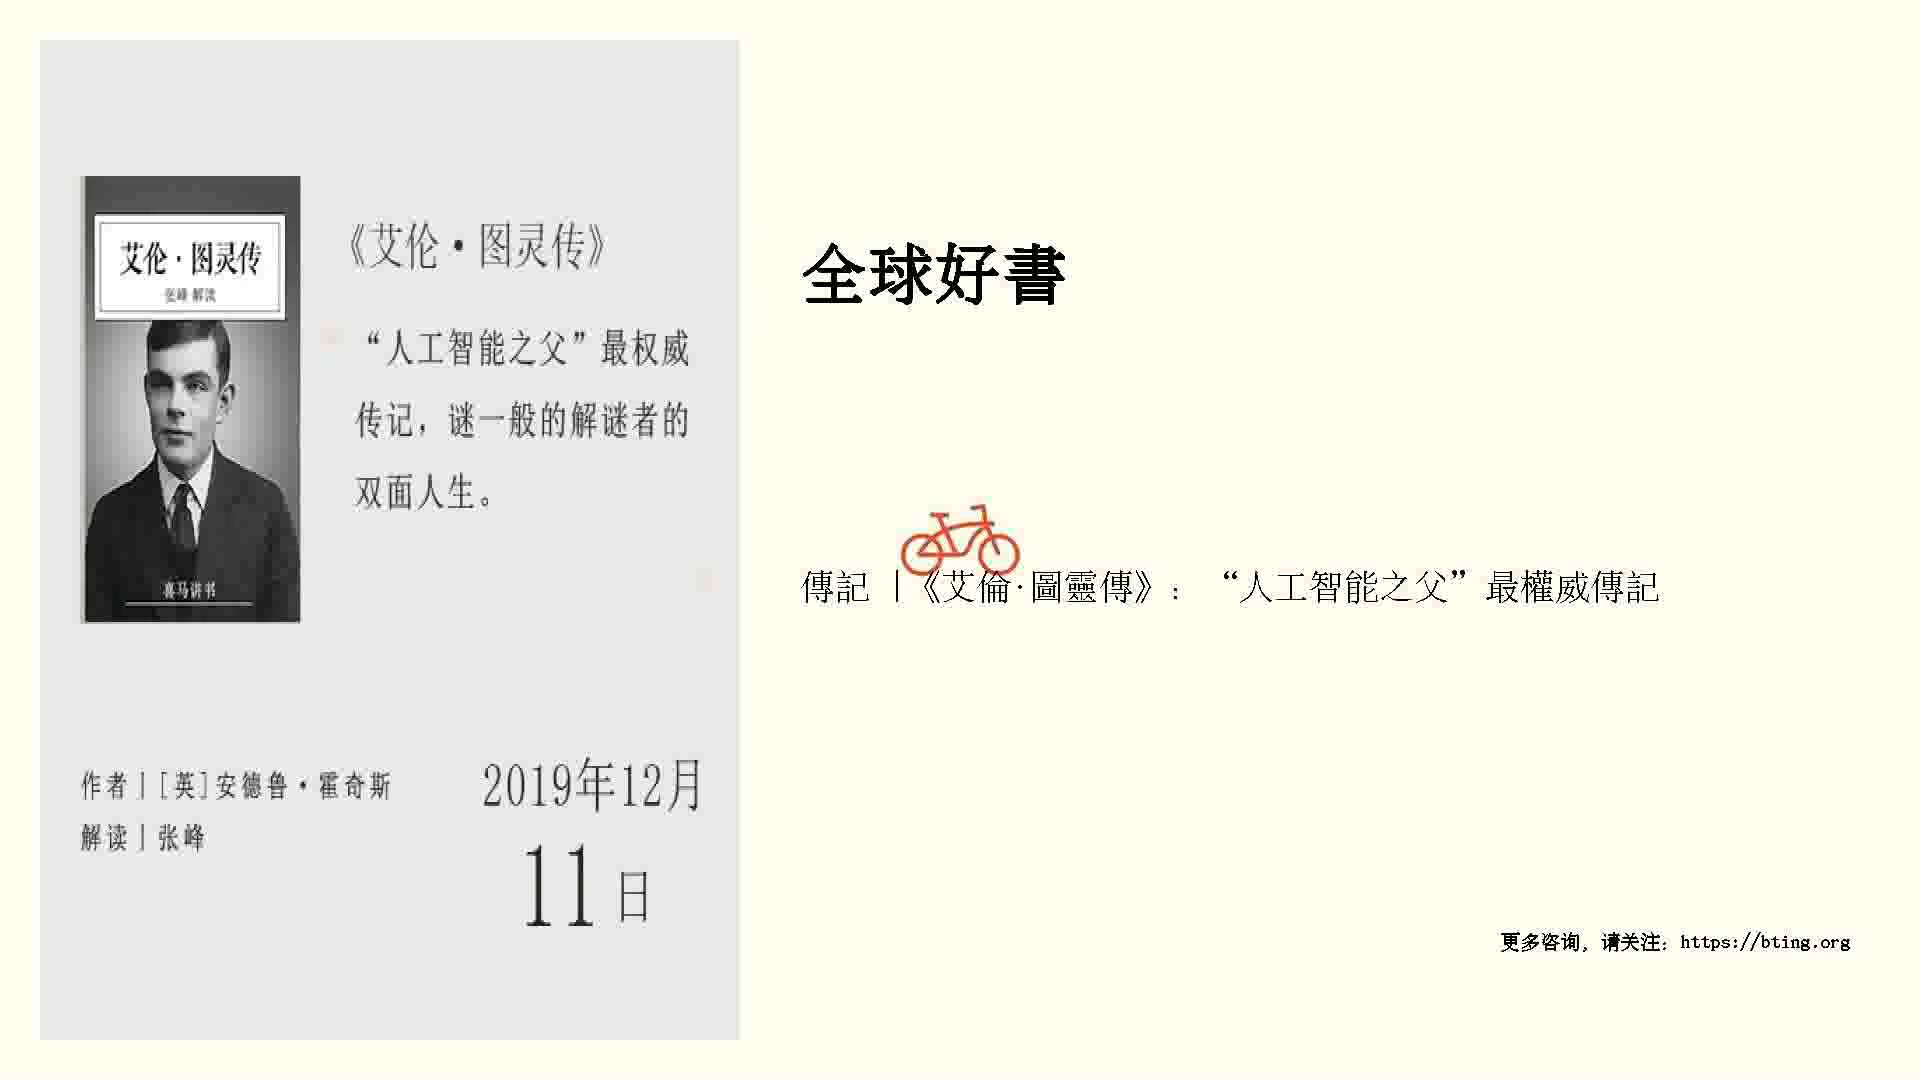 艾伦·图灵传
张峰 解读
喜马讲书
《艾伦·图灵传》
“人工智能之父”最权威
传记，谜一般的解谜者的
双面人生。
作者丨[英]安德鲁·霍奇斯
解读丨张峰
2019年12月
11日
全球好書
傳記 丨《艾倫·圖靈傳》：“人工智能之父”最權威傳記
更多咨询，请关注：https://bting.org